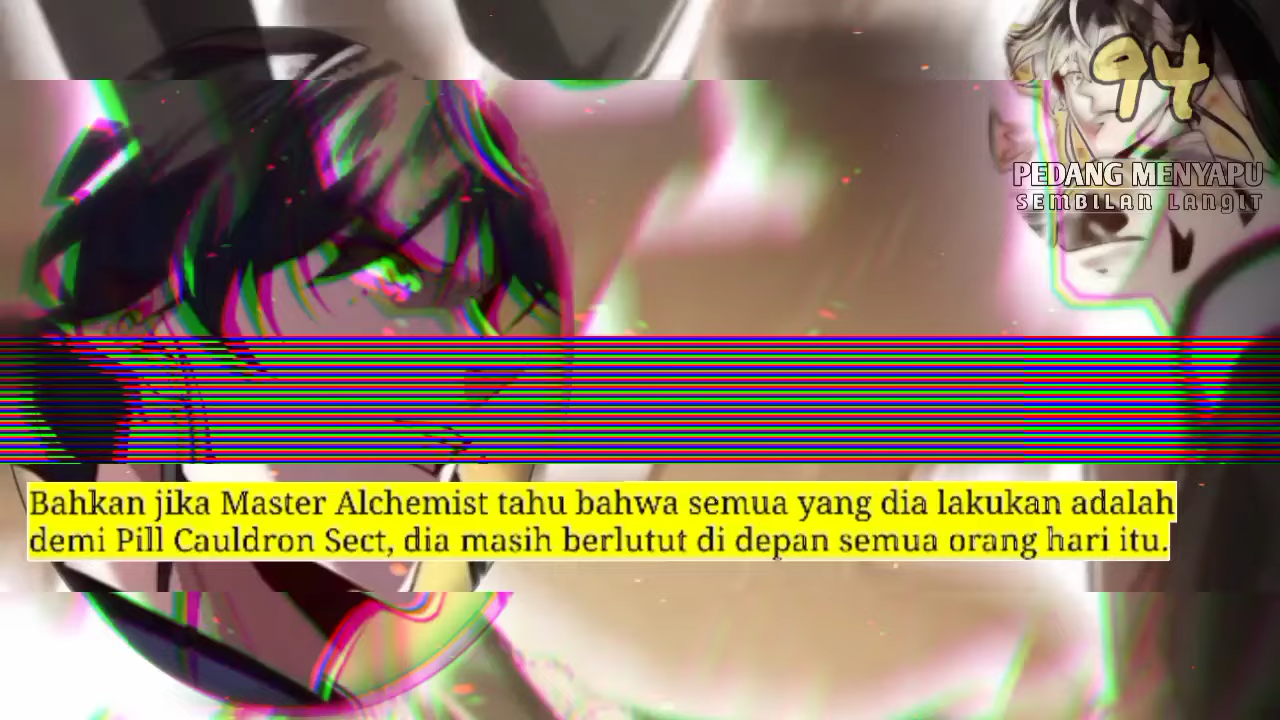 94
PEDANG MENYAPU
SEMBILAN LANGIT
Bahkan jika Master Alchemist tahu bahwa semua yang dia lakukan adalah
demi Pill Cauldron Sect, dia masih berlutut di depan semua orang hari itu.